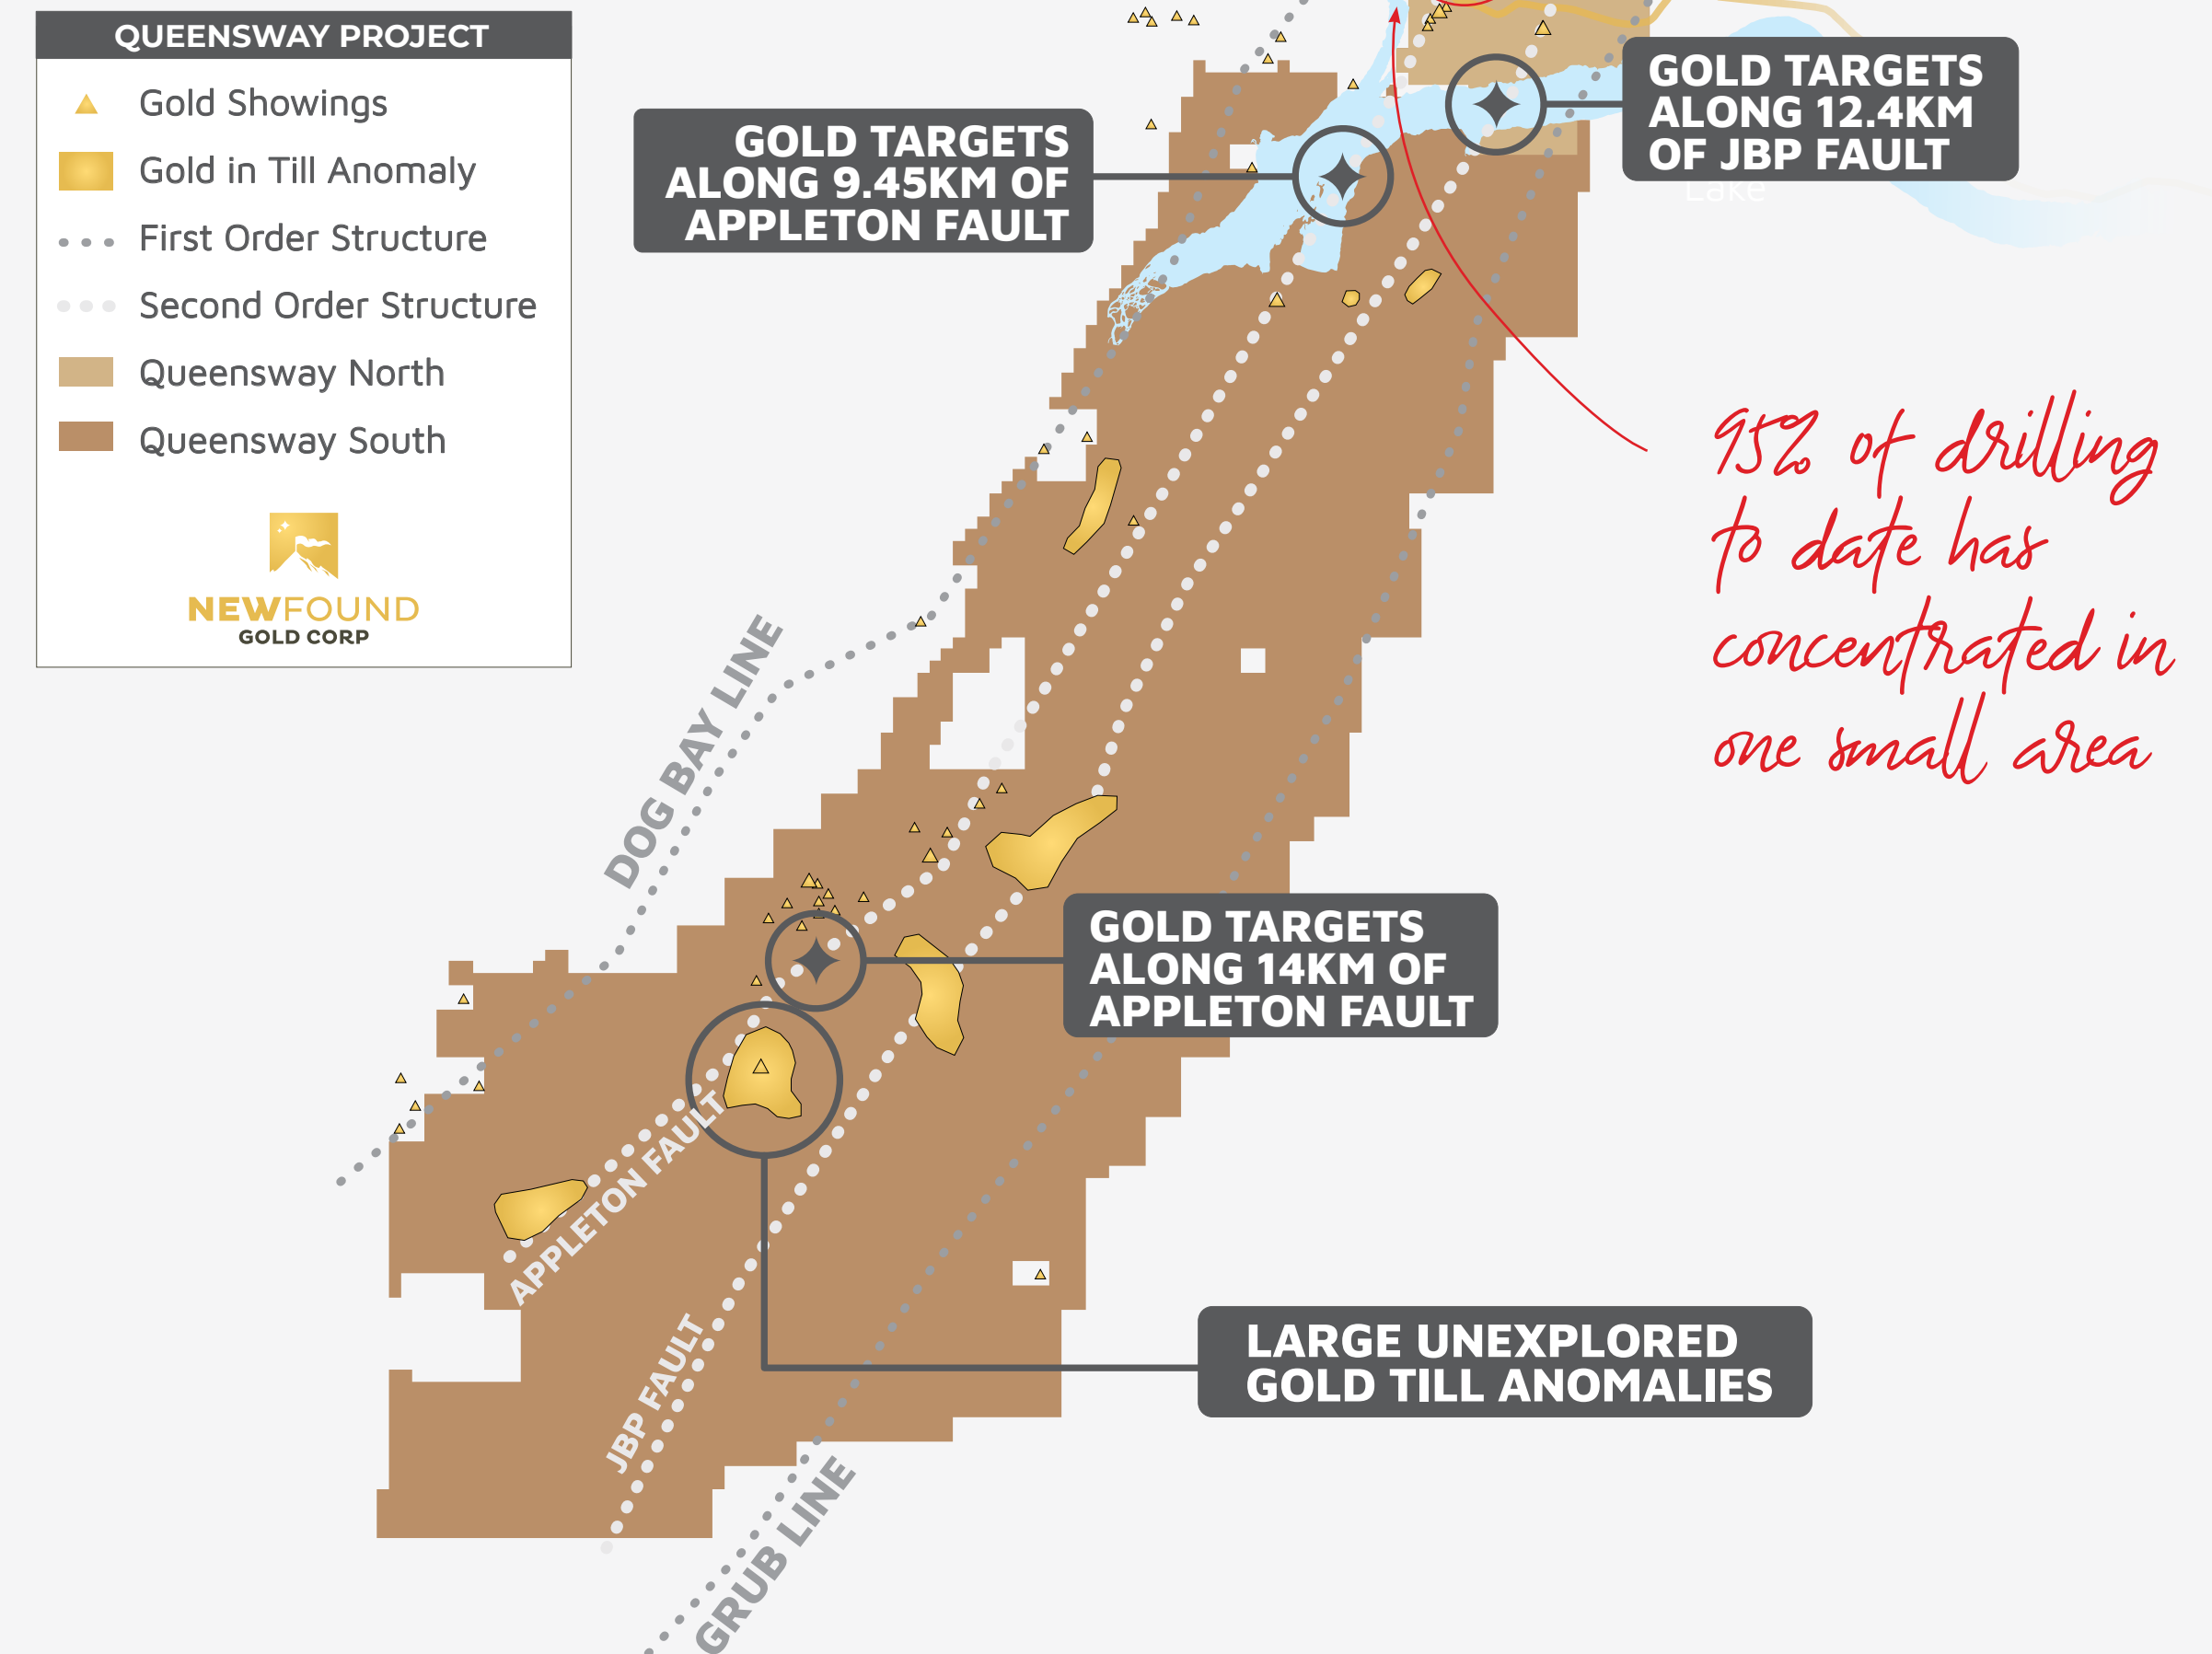 QUEENSWAY PROJECT
Gold Showings
Gold in Till Anomaly
First Order Structure
Second Order Structure
Queensway North
Queensway South
NEWFOUND
GOLD CORP
GOLD TARGETS
ALONG 9.45KM OF
APPLETON FAULT
GOLD TARGETS
ALONG 12.4KM
OF JBP FAULT
Lake
95% of drilling
to date has
concentrated in
one small area
DOG BAY LINE
GOLD TARGETS
ALONG 14KM OF
APPLETON FAULT
APPLETON FAULT
JBP FAULT
LARGE UNEXPLORED
GOLD TILL ANOMALIES
GRUB LINE